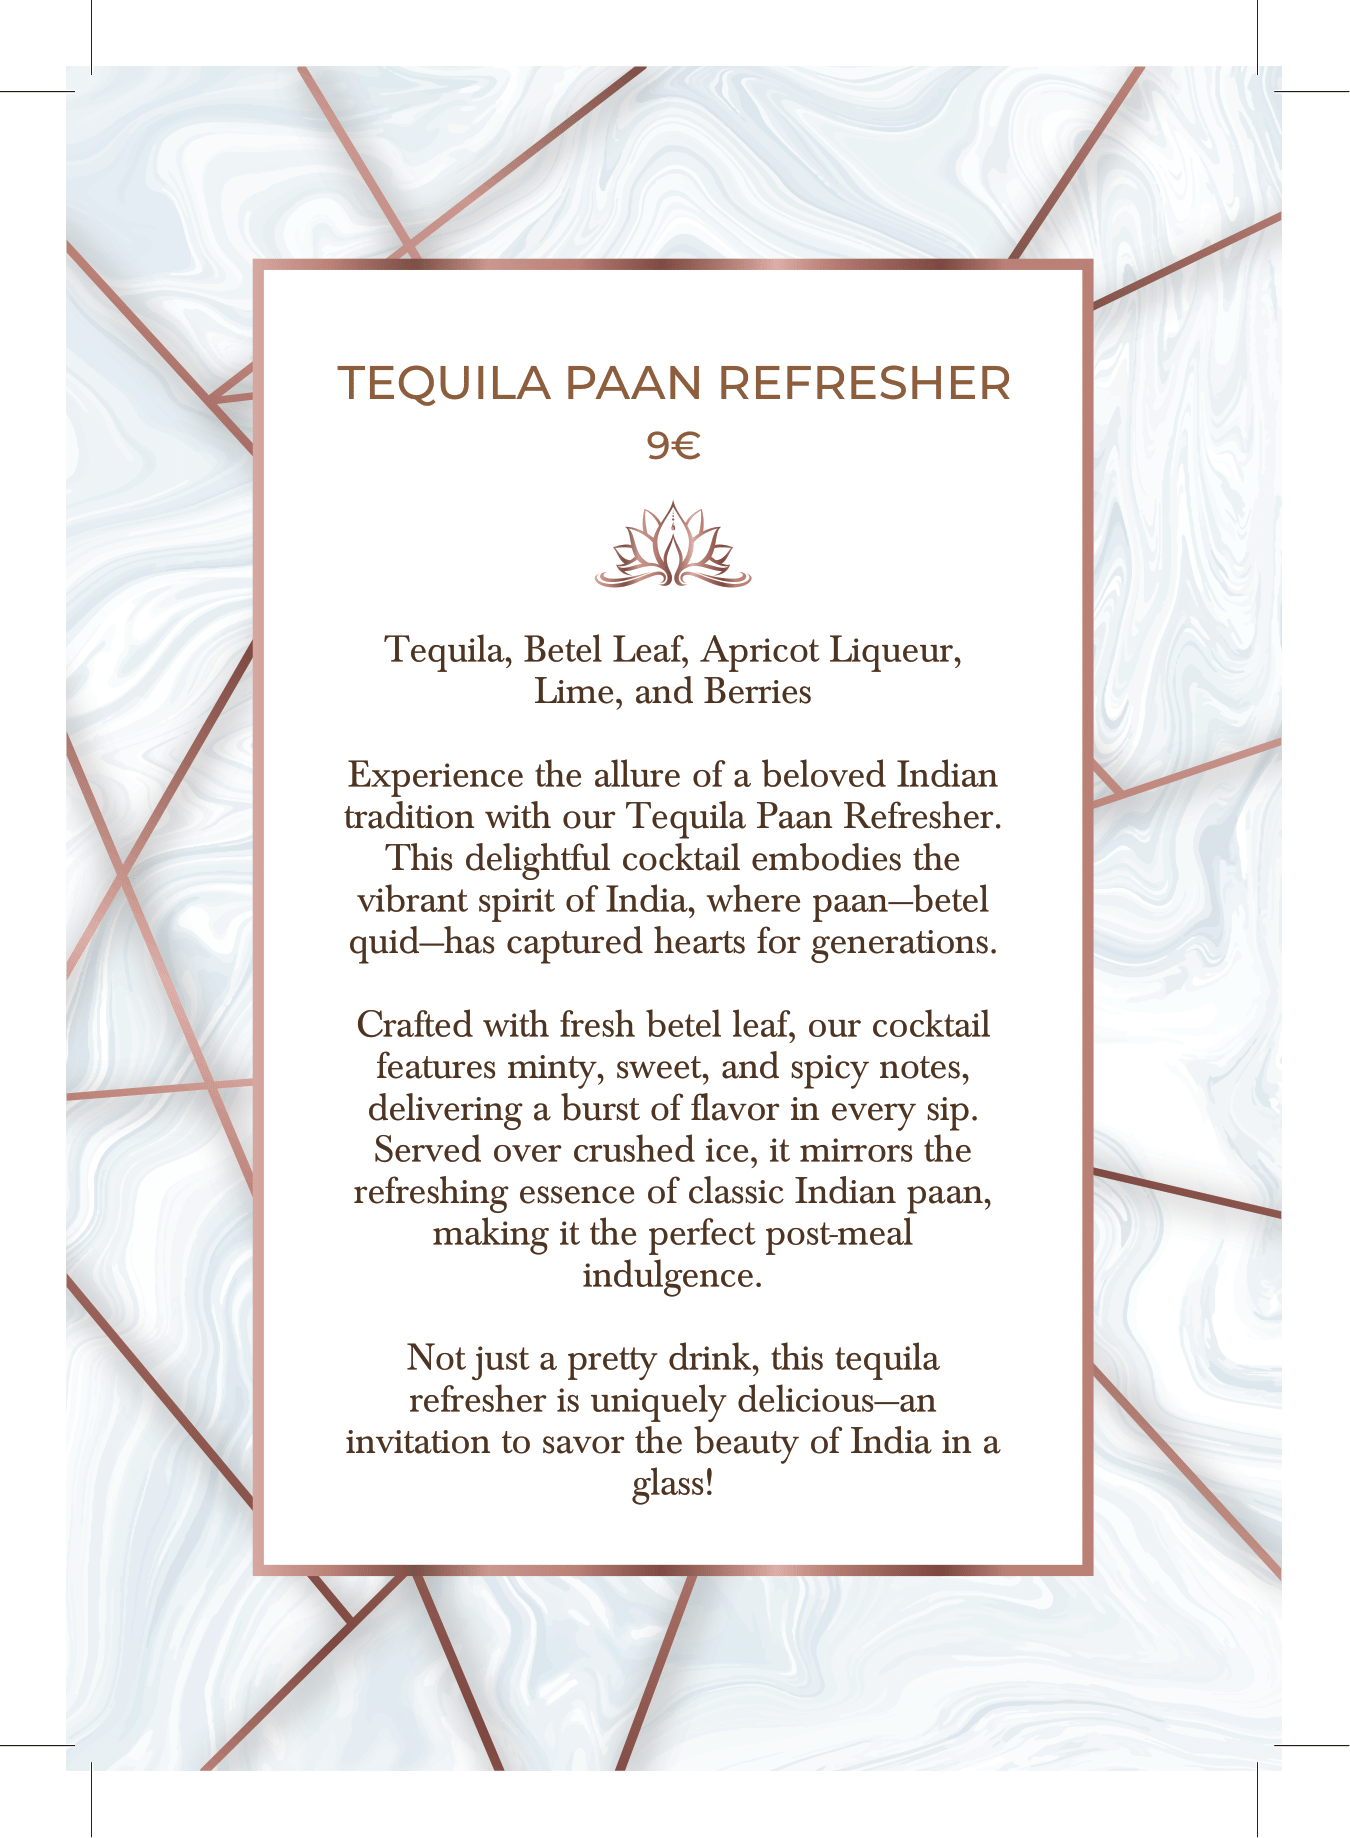 TEQUILA PAAN REFRESHER
9€
Tequila, Betel Leaf, Apricot Liqueur,
Lime, and Berries
Experience the allure of a beloved Indian
tradition with our Tequila Paan Refresher.
This delightful cocktail embodies the
vibrant spirit of India, where paan—betel
quid—has captured hearts for generations.
Crafted with fresh betel leaf, our cocktail
features minty, sweet, and spicy notes,
delivering a burst of flavor in every sip.
Served over crushed ice, it mirrors the
refreshing essence of classic Indian paan,
making it the perfect post-meal
indulgence.
Not just a pretty drink, this tequila
refresher is uniquely delicious—an
invitation to savor the beauty of India in a
glass!